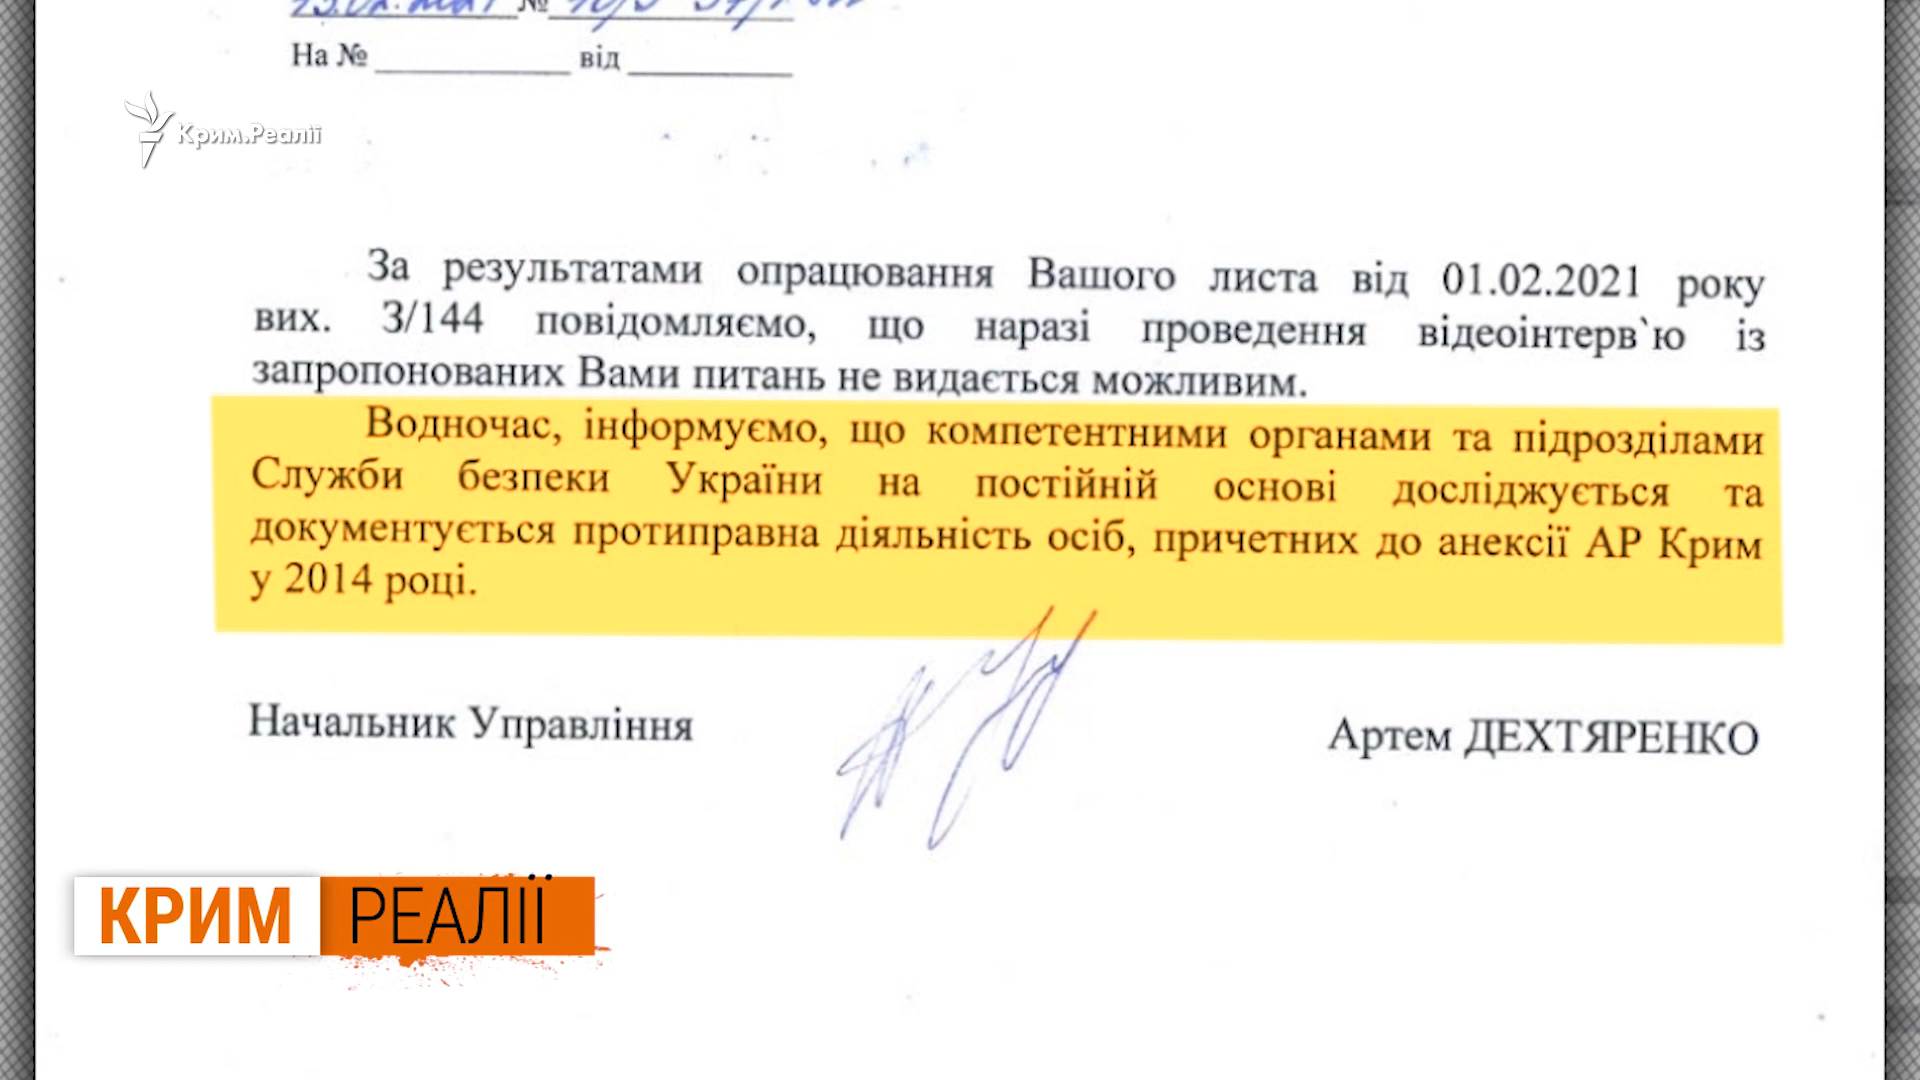 №
На № від
Крим.Реалії
За результатами опрацювання Вашого листа від 01.02.2021 року
вих. З/144 повідомляємо, що наразі проведення відеоінтерв`ю із
запропонованих Вами питань не видається можливим.
Водночас, інформуємо, що компетентними органами та підрозділами
Служби безпеки України на постійній основі досліджується та
документується протиправна діяльність осіб, причетних до анексії АР Крим
у 2014 році.
Начальник Управління Артем ДЕХТЯРЕНКО
КРИМ РЕАЛІЇ